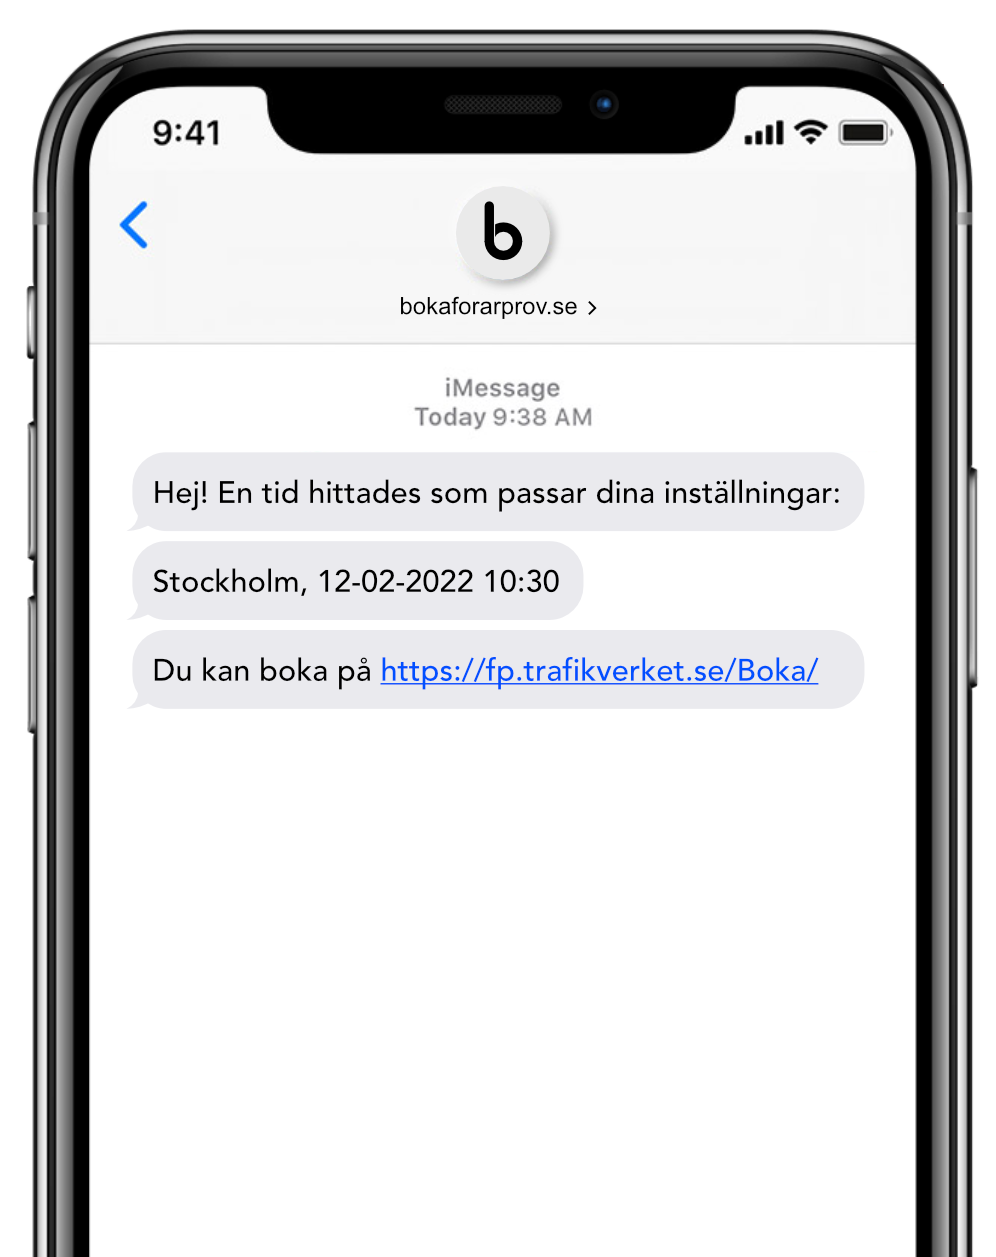 9:41
b
bokaforarprov.se >
iMessage
Today 9:38 AM
Hej! En tid hittades som passar dina inställningar:
Stockholm, 12-02-2022 10:30
Du kan boka på https://fp.trafikverket.se/Boka/